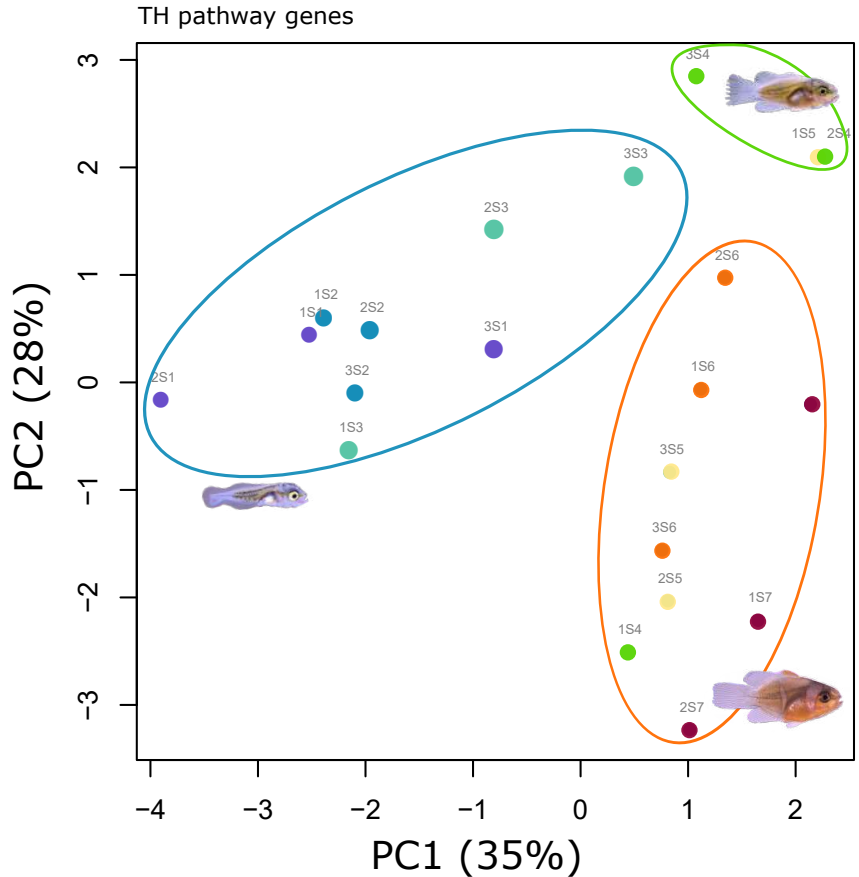 TH pathway genes
3S4
1S5 2S4
3S3
2S3
2S6
1S2
1S1 2S2
3S1
1S6
3S2
2S1
1S3
3S5
3S6
2S5
1S7
1S4
2S7
3
2
1
0
−1
−2
−3
PC2 (28%)
−4 −3 −2 −1 0 1 2
PC1 (35%)